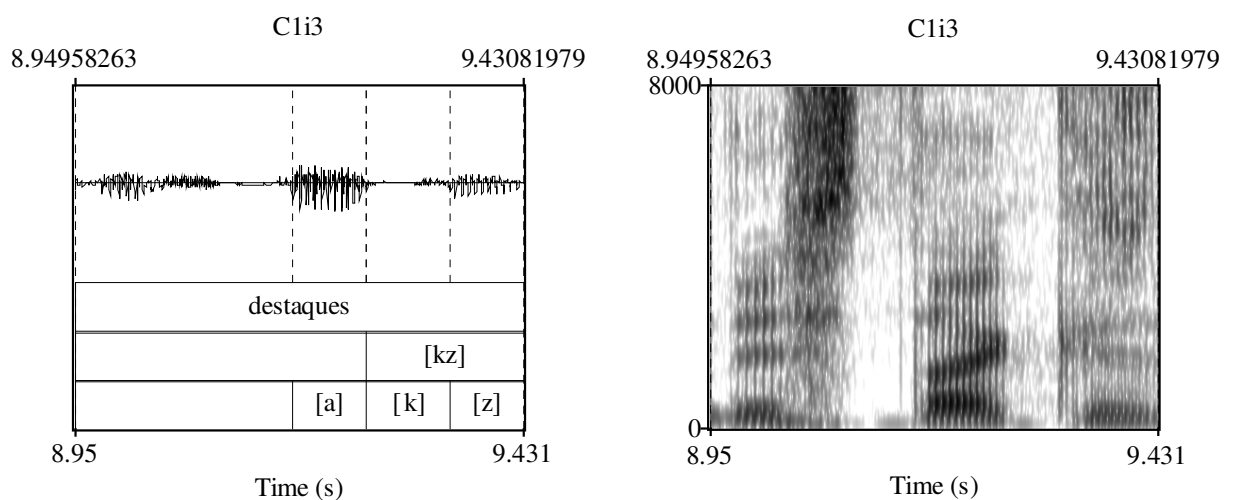 C1i3
8.94958263 9.43081979
destaques
[kz]
[a] [k] [z]
8.95 9.431
Time (s)
C1i3
8.94958263 9.43081979
8000
0
8.95 9.431
Time (s)